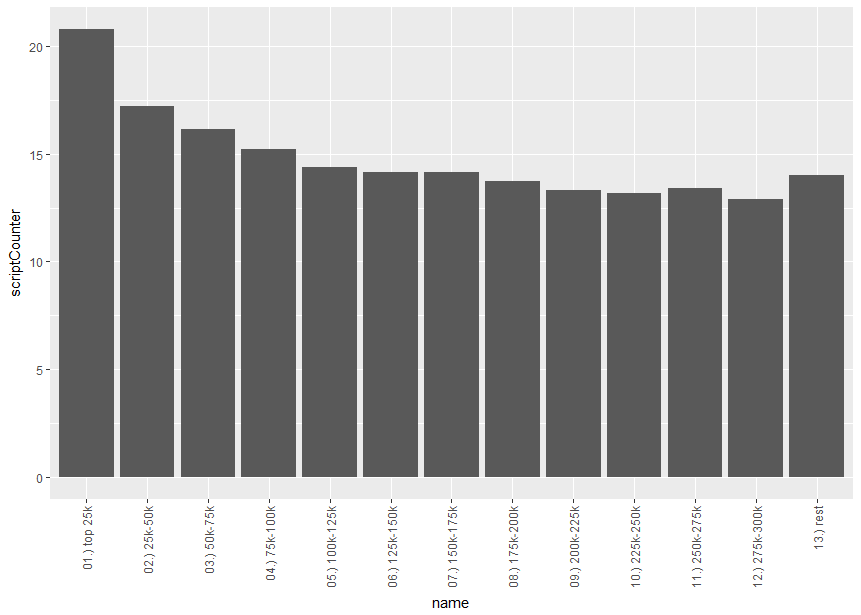 scriptCounter
20
15
10
5
0
01.) top 25k
02.) 25k-50k
03.) 50k-75k
04.) 75k-100k
05.) 100k-125k
06.) 125k-150k
07.) 150k-175k
08.) 175k-200k
09.) 200k-225k
10.) 225k-250k
11.) 250k-275k
12.) 275k-300k
13.) rest
name